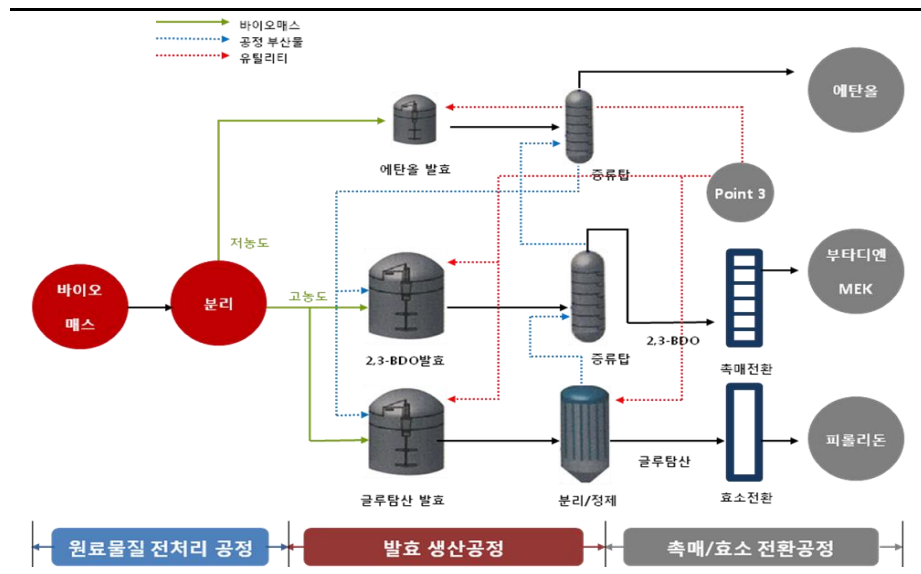 바이오매스
공정 부산물
유틸리티
에탄올
에탄올 발효
증류탑
Point 3
저농도
바이오
매스
분리
고농도
부타디엔
MEK
2,3-BDO발효
증류탑
2,3-BDO
촉매전환
글루탐산
피롤리돈
글루탐산 발효
분리/정제
효소전환
원료물질 전처리 공정
발효 생산공정
촉매/효소 전환공정